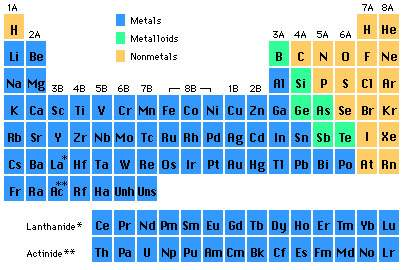 1A 7A 8A
H Metals H He
2A Metalloids 3A 4A 5A 6A
Li Be Nonmetals B C N O F Ne
Na Mg 3B 4B 5B 6B 7B 1B 2B Al Si P S Cl Ar
K Ca Sc Ti V Cr Mn Fe Co Ni Cu Zn Ga Ge As Se Br Kr
Rb Sr Y Zr Nb Mo Tc Ru Rh Pd Ag Cd In Sn Sb Te I Xe
Cs Ba La* Hf Ta W Re Os Ir Pt Au Hg Tl Pb Bi Po At Rn
Fr Ra Ac** Rf Ha Unh Uns
Lanthanide * Ce Pr Nd Pm Sm Eu Gd Tb Dy Ho Er Tm Yb Lu
Actinide ** Th Pa U Np Pu Am Cm Bk Cf Es Fm Md No Lr